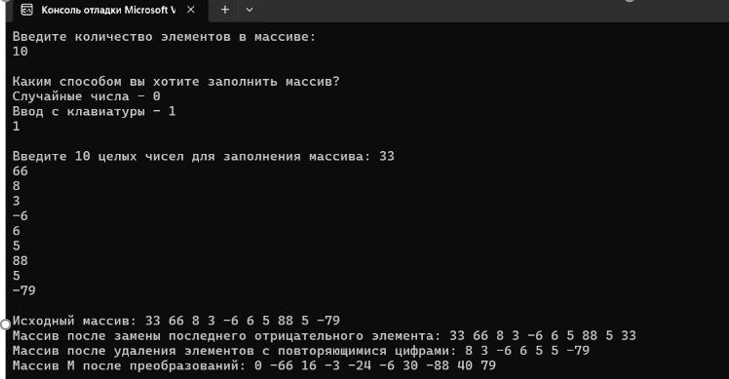 Консоль отладки Microsoft V
Введите количество элементов в массиве:
10
Каким способом вы хотите заполнить массив?
Случайные числа - 0
Ввод с клавиатуры - 1
1
Введите 10 целых чисел для заполнения массива: 33
66
8
3
-6
6
5
88
5
-79
Исходный массив: 33 66 8 3 -6 6 5 88 5 -79
Массив после замены последнего отрицательного элемента: 33 66 8 3 -6 6 5 88 5 33
Массив после удаления элементов с повторяющимися цифрами: 8 3 -6 6 5 5 -79
Массив M после преобразований: 0 -66 16 -3 -24 -6 30 -88 40 79